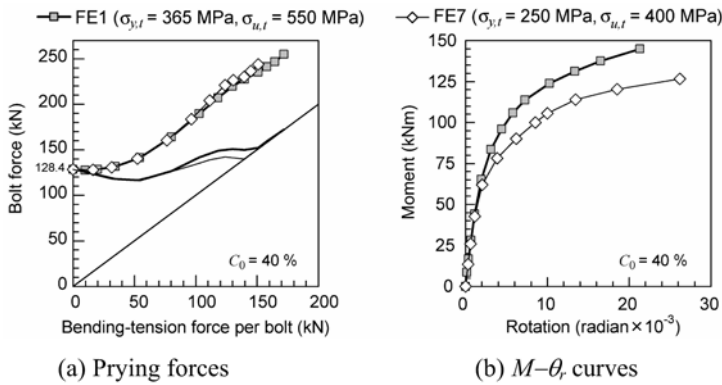 FE1 (σy,t = 365 MPa, σu,t = 550 MPa) FE7 (σy,t = 250 MPa, σu,t = 400 MPa)
Bolt force (kN)
250
200
150
128.4
100
50
0
0 50 100 150 200
C0 = 40 %
Bending-tension force per bolt (kN)
(a) Prying forces
Moment (kNm)
150
125
100
75
50
25
0
0 10 20 30
C0 = 40 %
Rotation (radian×10-3)
(b) M–θr curves